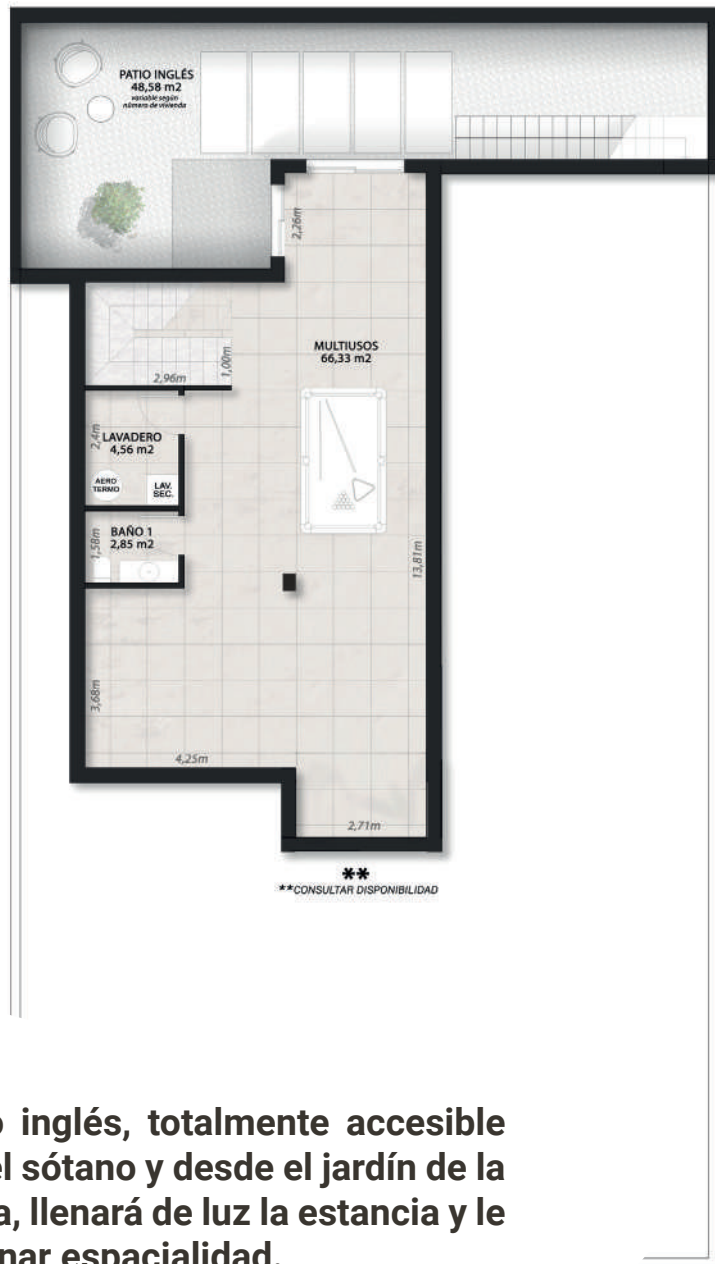 PATIO INGLÉS
48,58 m2
variable según
número de vivienda
2,26m
MULTIUSOS
66,33 m2
1,00m
2,96m
2,4m
LAVADERO
4,56 m2
AERO
TERMO
LAV.
SEC.
BAÑO 1
2,85 m2
1,58m
13,81m
3,68m
4,25m
2,71m
**
**CONSULTAR DISPONIBILIDAD
inglés, totalmente accesible
sótano y desde el jardín de la
llenará de luz la estancia y le
espacialidad.